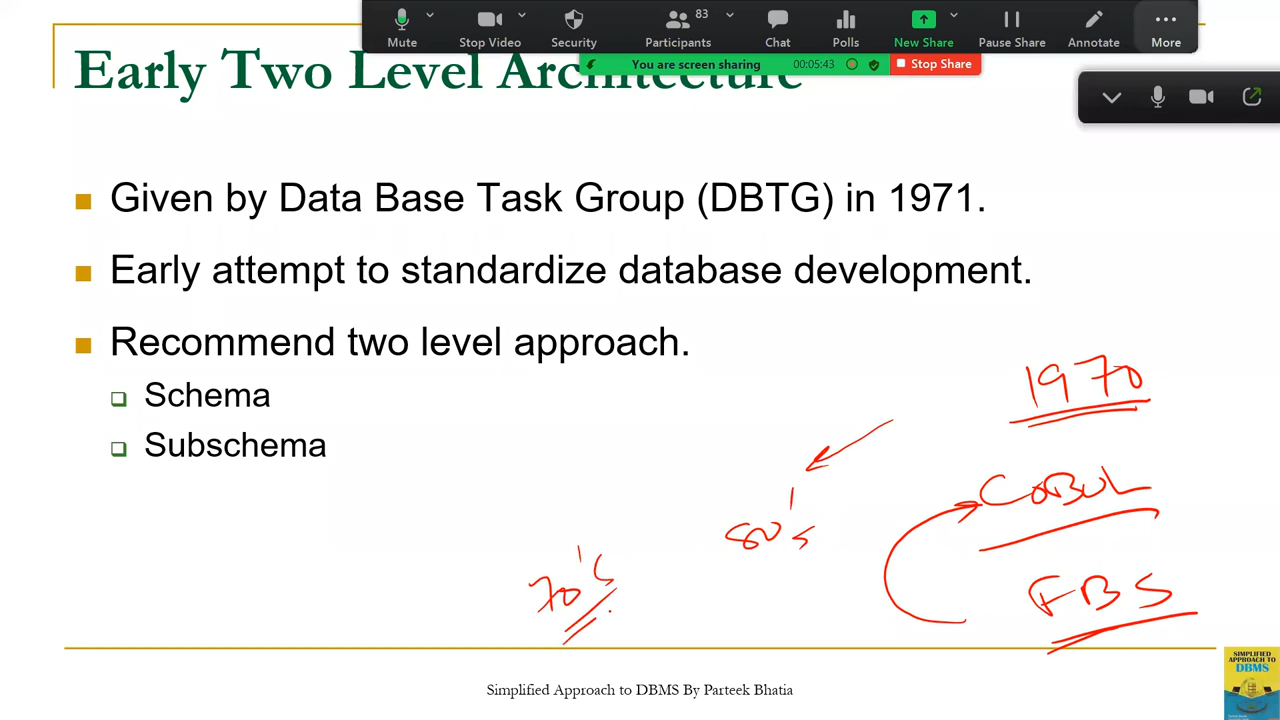 Mute
Stop Video
Security
Participants
83
Chat
Polls
New Share
Pause Share
Annotate
More
You are screen sharing
00:05:43
Stop Share
Early Two Level Architecture
Given by Data Base Task Group (DBTG) in 1971.
Early attempt to standardize database development.
Recommend two level approach.
Schema
Subschema
1970
COBUL
80's
70's
FBS
Simplified Approach to DBMS By Parteek Bhatia
SIMPLIFIED
APPROACH TO
DBMS